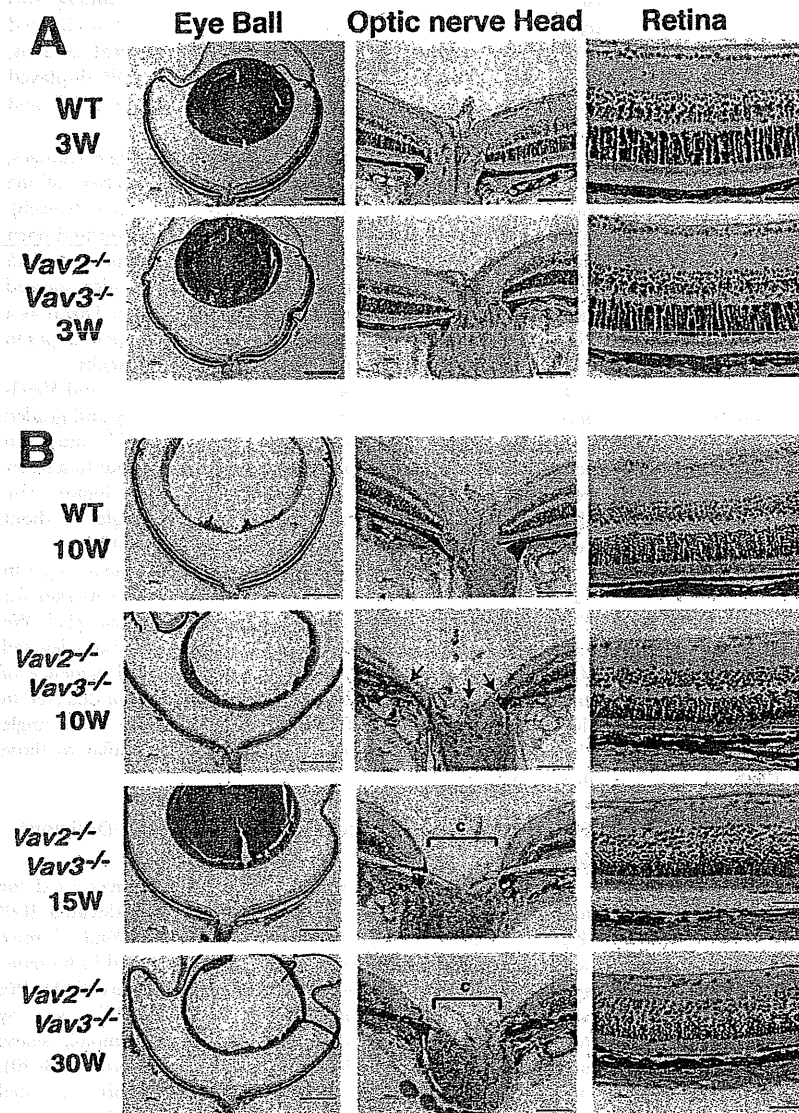 A
Eye Ball Optic nerve Head Retina
WT
3W
Vav2-/-
Vav3-/-
3W
B
WT
10W
Vav2-/-
Vav3-/-
10W
Vav2-/-
Vav3-/-
15W
c
Vav2-/-
Vav3-/-
30W
c